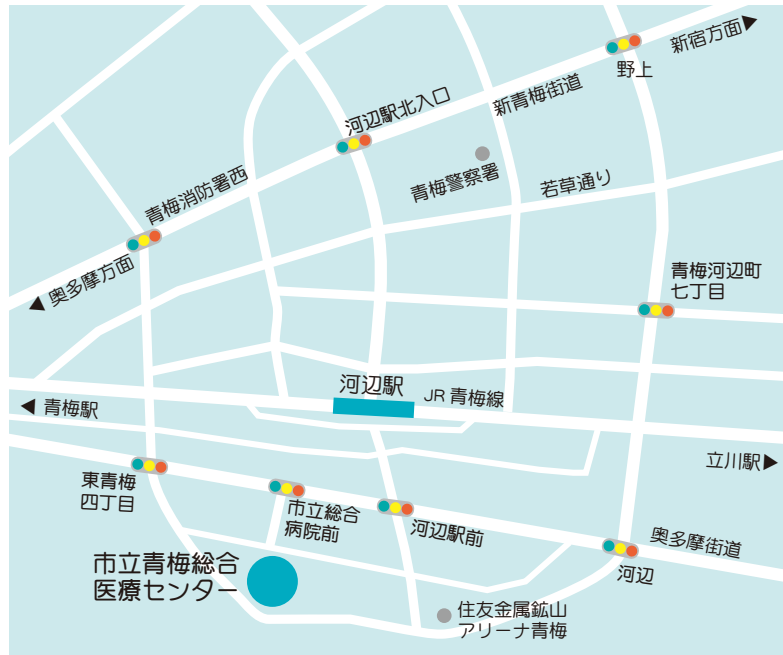 新宿方面
野上
新青梅街道
河辺駅北入口
青梅警察署
若草通り
青梅消防署西
奥多摩方面
青梅河辺町
七丁目
河辺駅
JR 青梅線
青梅駅
立川駅
東青梅
四丁目
市立総合
病院前
河辺駅前
奥多摩街道
河辺
市立青梅総合
医療センター
住友金属鉱山
アリーナ青梅